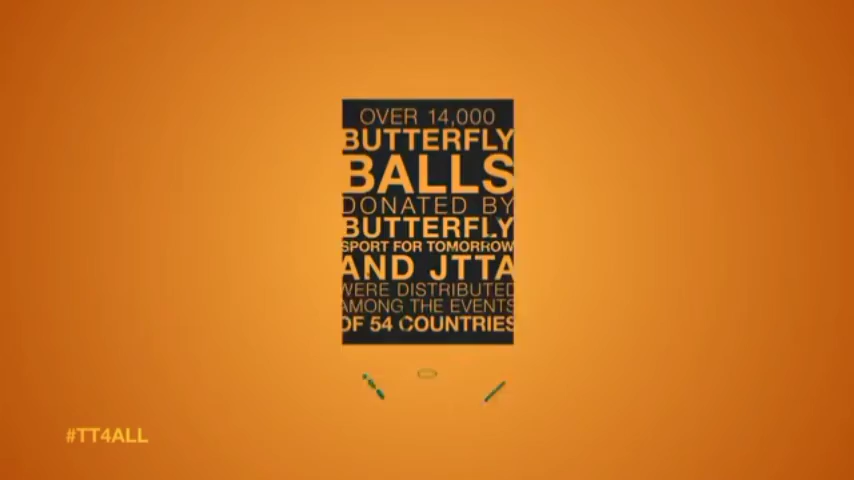 OVER 14,000
BUTTERFLY
BALLS
DONATED BY
BUTTERFLY
SPORT FOR TOMORROW
AND JTTA
WERE DISTRIBUTED
AMONG THE EVENTS
OF 54 COUNTRIES
#TT4ALL